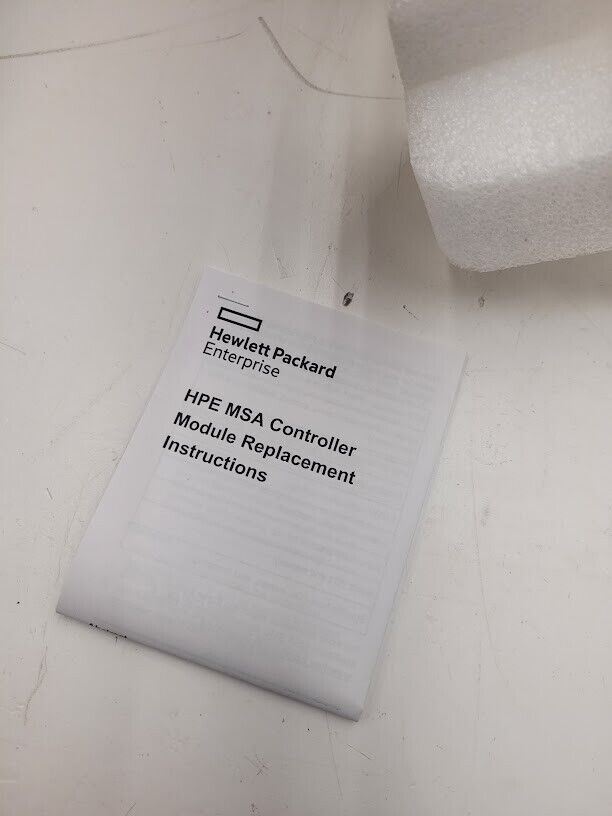 Hewlett Packard
Enterprise
HPE MSA Controller
Module Replacement
Instructions